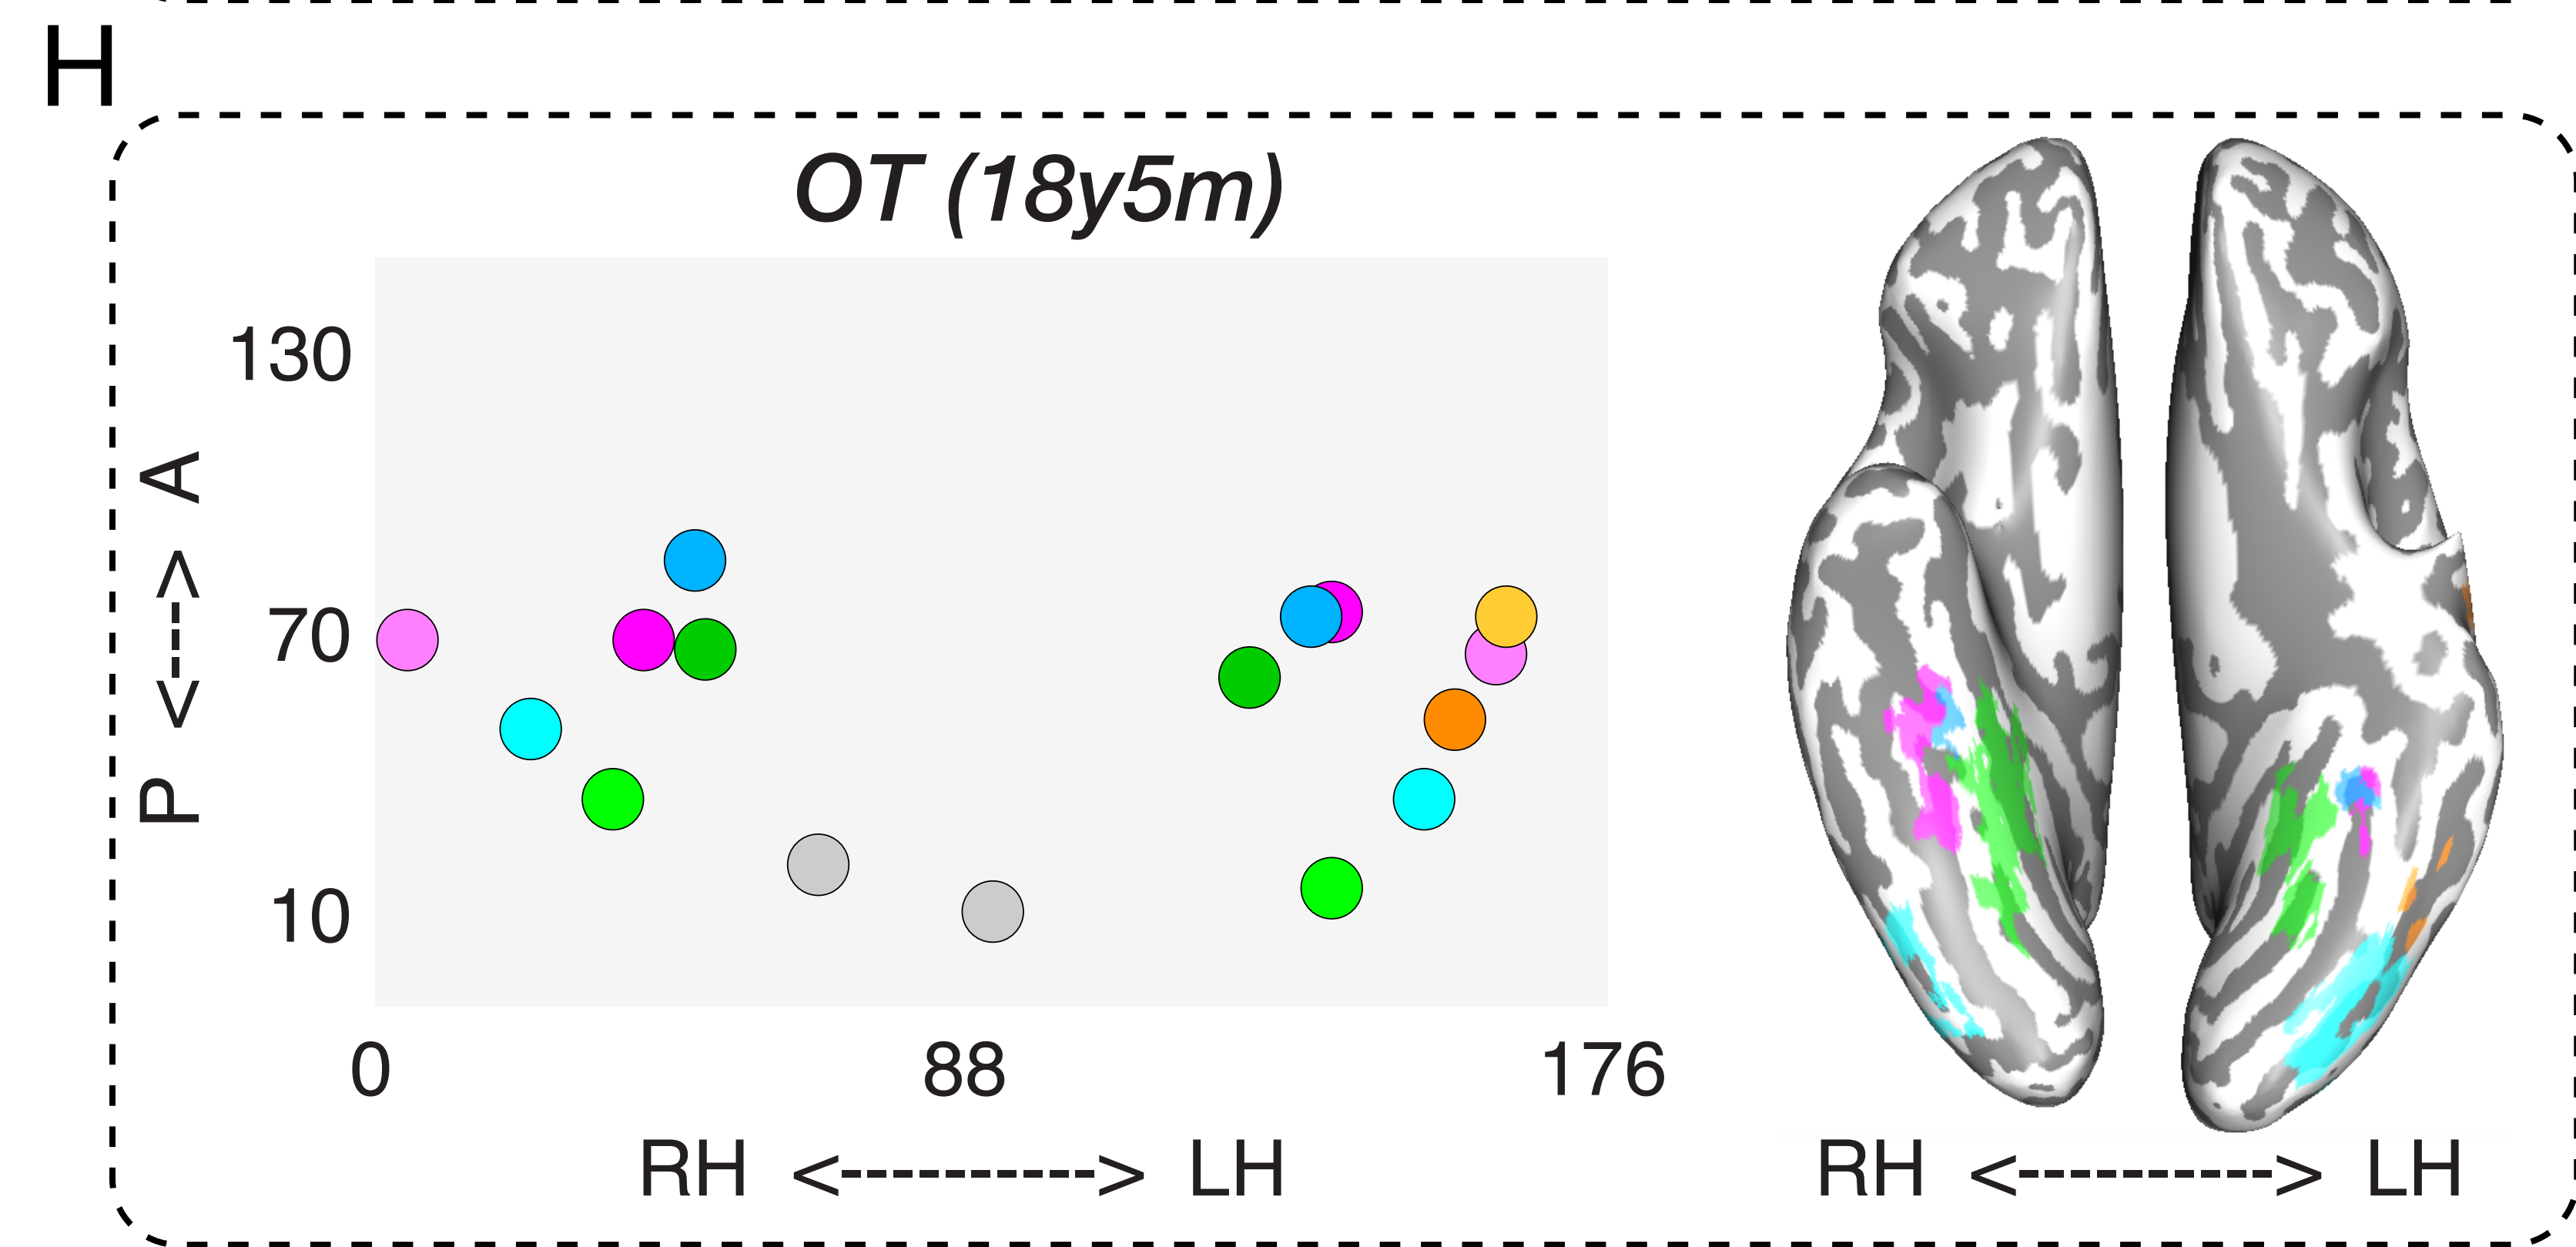 H
OT (18y5m)
130
70
10
P <---> A
0 88 176
RH <-----------> LH
RH <-----------> LH